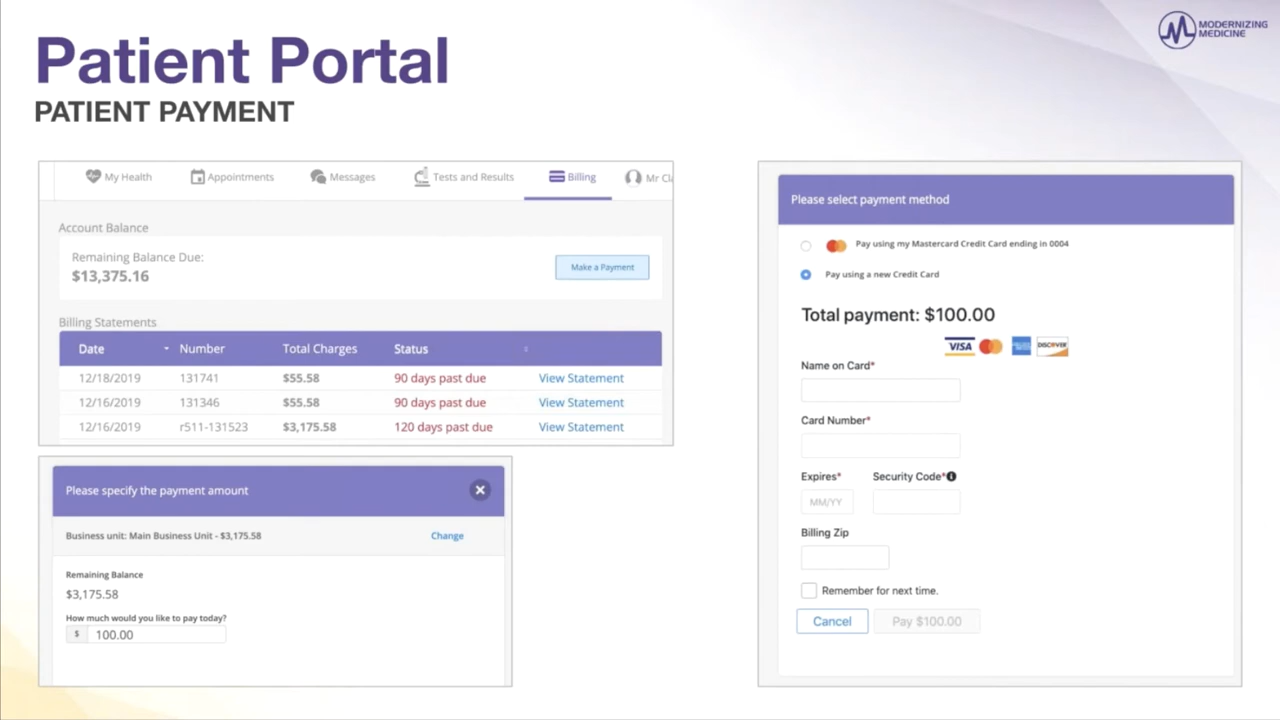 Patient Portal
PATIENT PAYMENT
MODERNIZING
MEDICINE
My Health Appointments Messages Tests and Results Billing Mr
Account Balance
Remaining Balance Due:
$13,375.16
Make a Payment
Billing Statements
Date Number Total Charges Status
12/18/2019 131741 $55.58 90 days past due View Statement
12/16/2019 131346 $55.58 90 days past due View Statement
12/16/2019 r511-131523 $3,175.58 120 days past due View Statement
Please specify the payment amount
Business unit: Main Business Unit - $3,175.58 Change
Remaining Balance
$3,175.58
How much would you like to pay today?
$ 100.00
Please select payment method
Pay using my Mastercard Credit Card ending in 0004
Pay using a new Credit Card
Total payment: $100.00
VISA DISCOVER
Name on Card*
Card Number*
Expires* Security Code*
MM/YY
Billing Zip
Remember for next time.
Cancel Pay $100.00